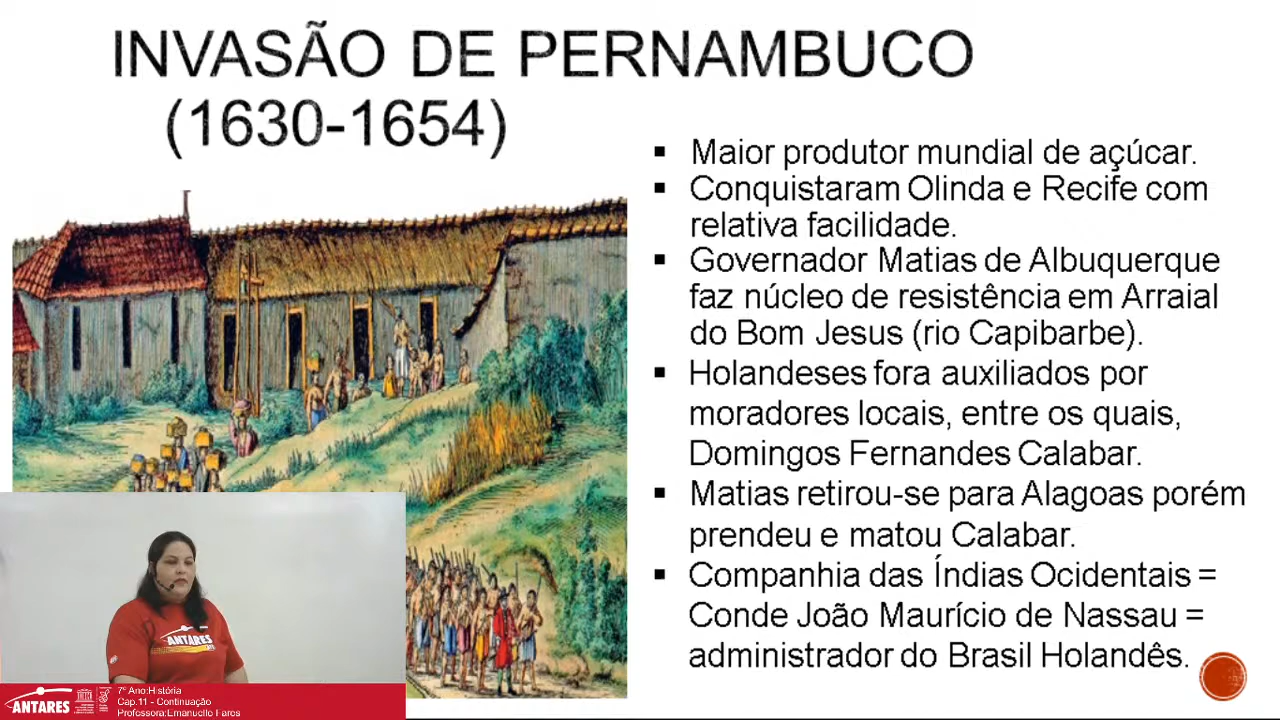 INVASÃO DE PERNAMBUCO
(1630-1654)
▪ Maior produtor mundial de açúcar.
▪ Conquistaram Olinda e Recife com
relativa facilidade.
▪ Governador Matias de Albuquerque
faz núcleo de resistência em Arraial
do Bom Jesus (rio Capibarbe).
▪ Holandeses fora auxiliados por
moradores locais, entre os quais,
Domingos Fernandes Calabar.
▪ Matias retirou-se para Alagoas porém
prendeu e matou Calabar.
▪ Companhia das Índias Ocidentais =
Conde João Maurício de Nassau =
administrador do Brasil Holandês.
ANTARES
ANTARES
7º Ano:História
Cap.11 - Continuação
Professora: